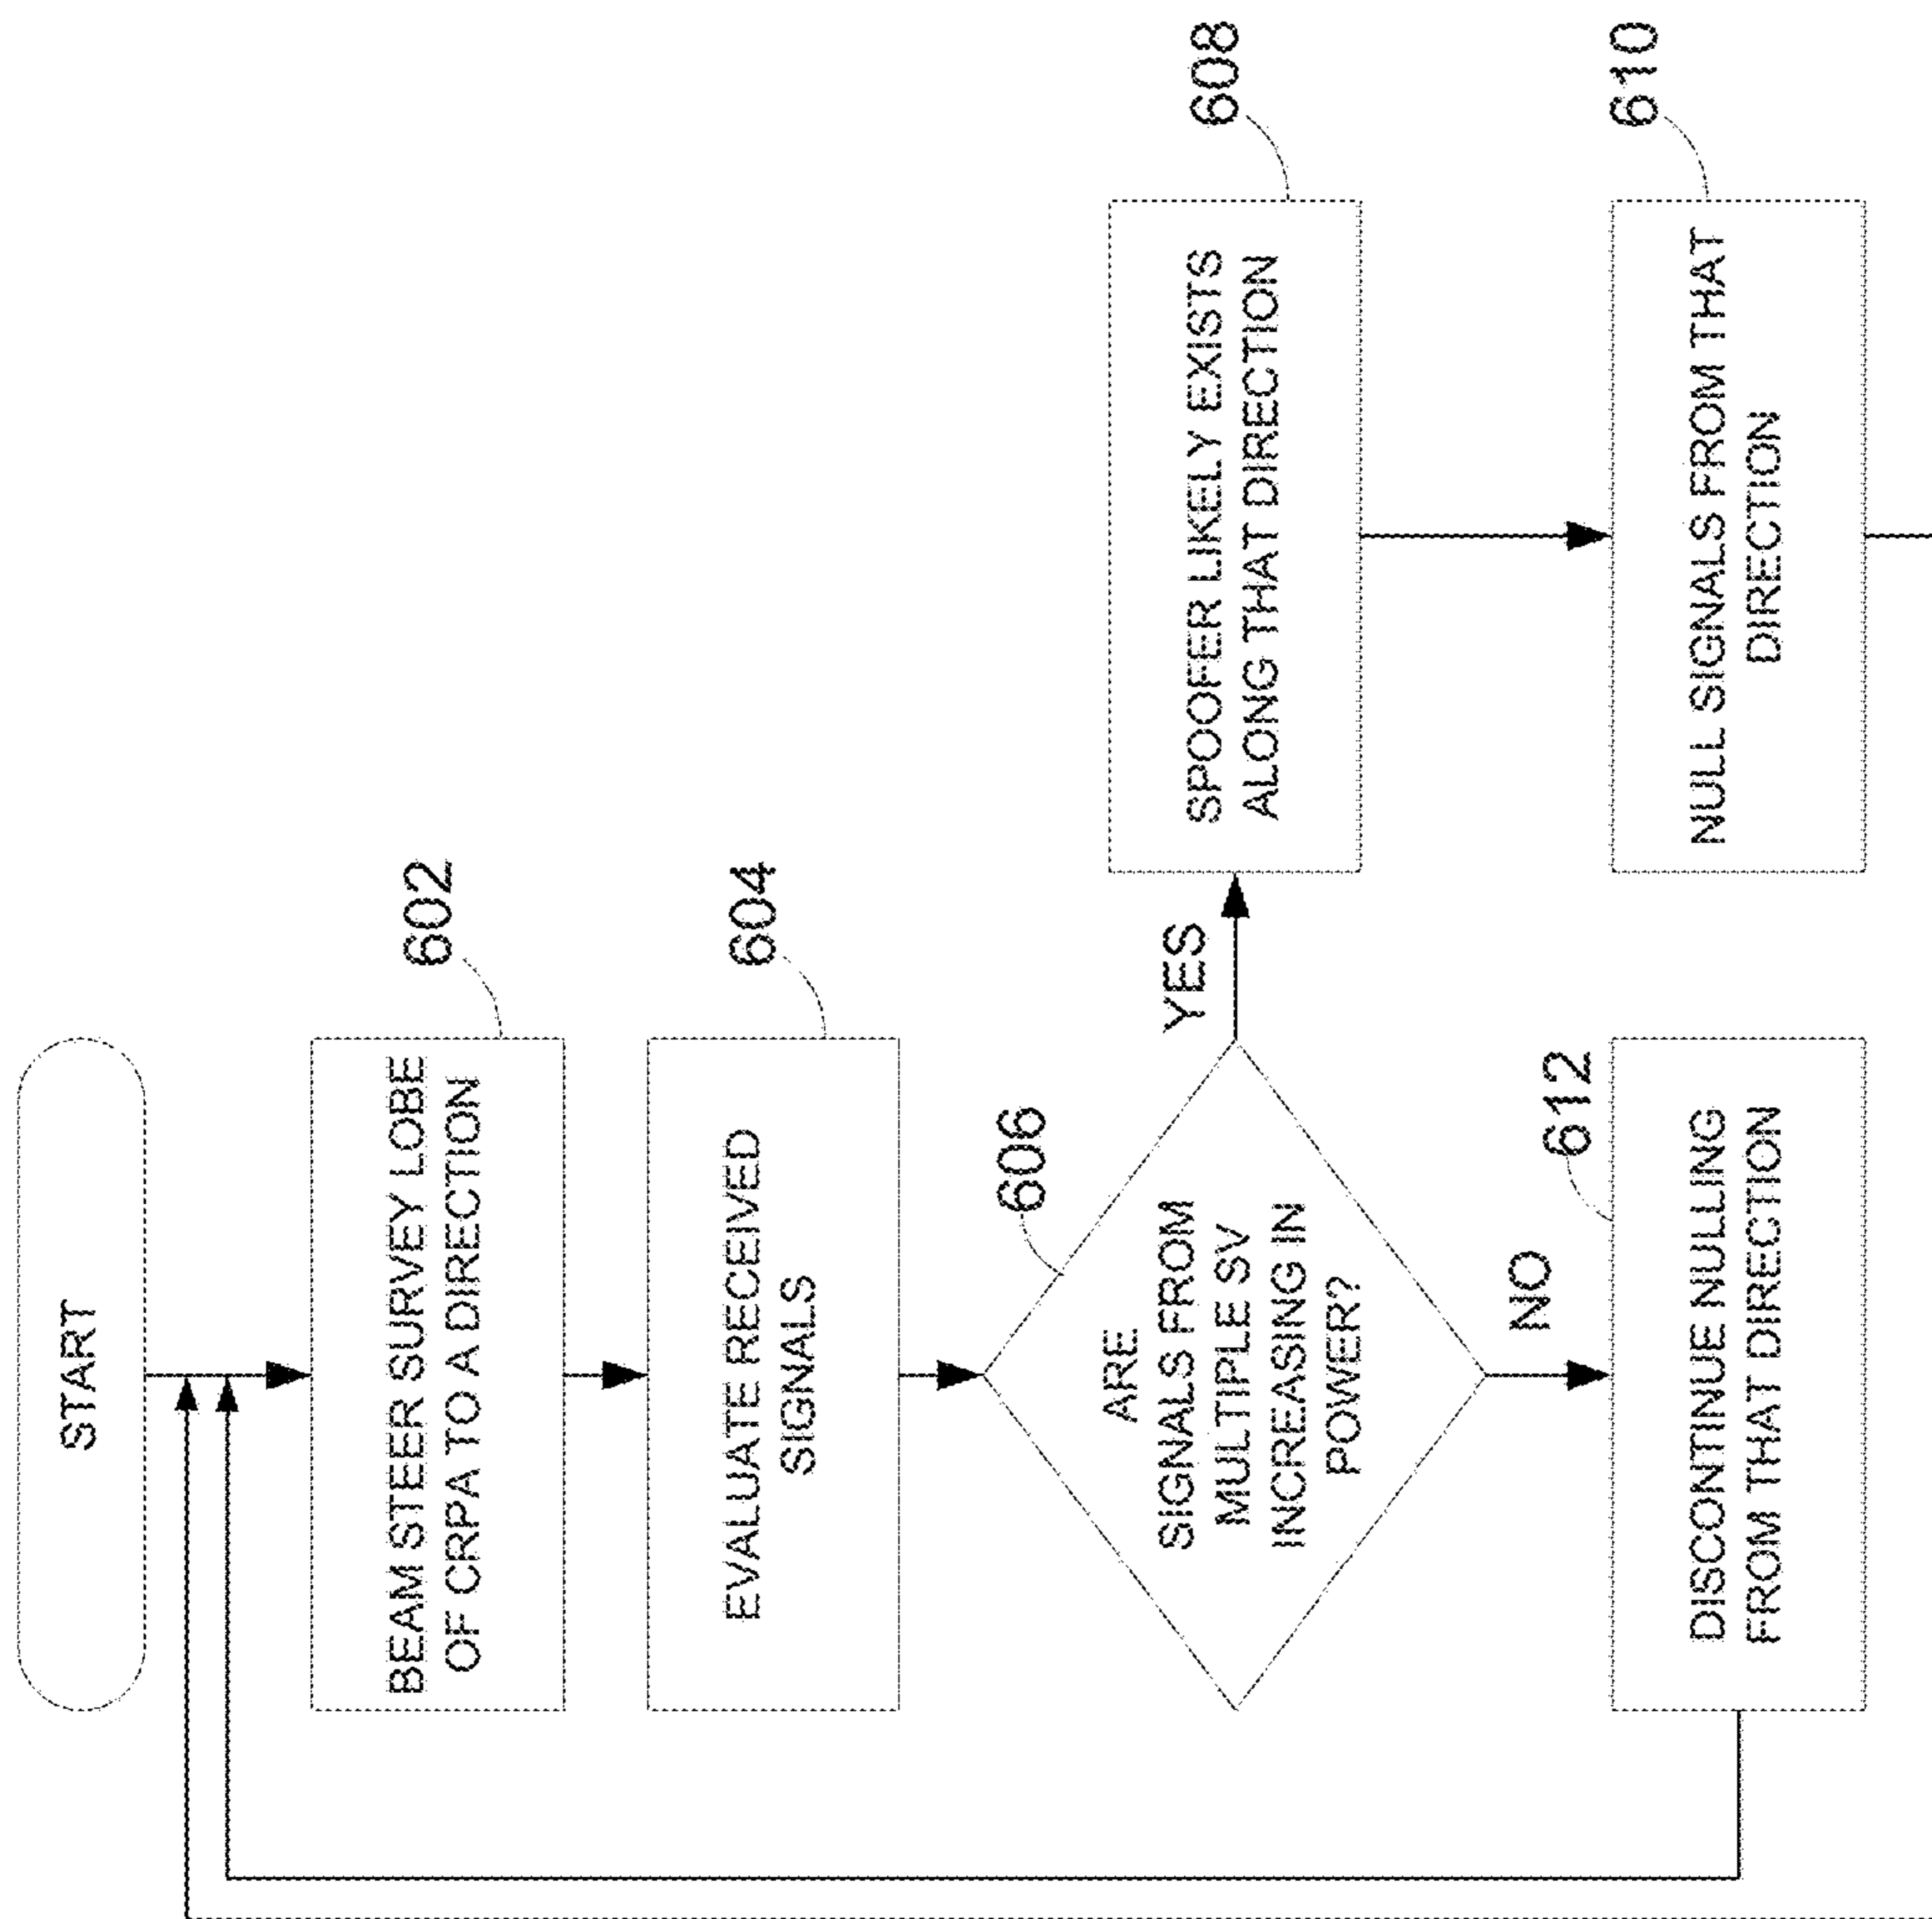 START
BEAM STEER SURVEY LOBE
OF CRPA TO A DIRECTION
602
EVALUATE RECEIVED
SIGNALS
604
ARE
SIGNALS FROM
MULTIPLE SV
INCREASING IN
POWER?
606
YES
SPOOFER LIKELY EXISTS
ALONG THAT DIRECTION
608
NULL SIGNALS FROM THAT
DIRECTION
610
NO
DISCONTINUE NULLING
FROM THAT DIRECTION
612